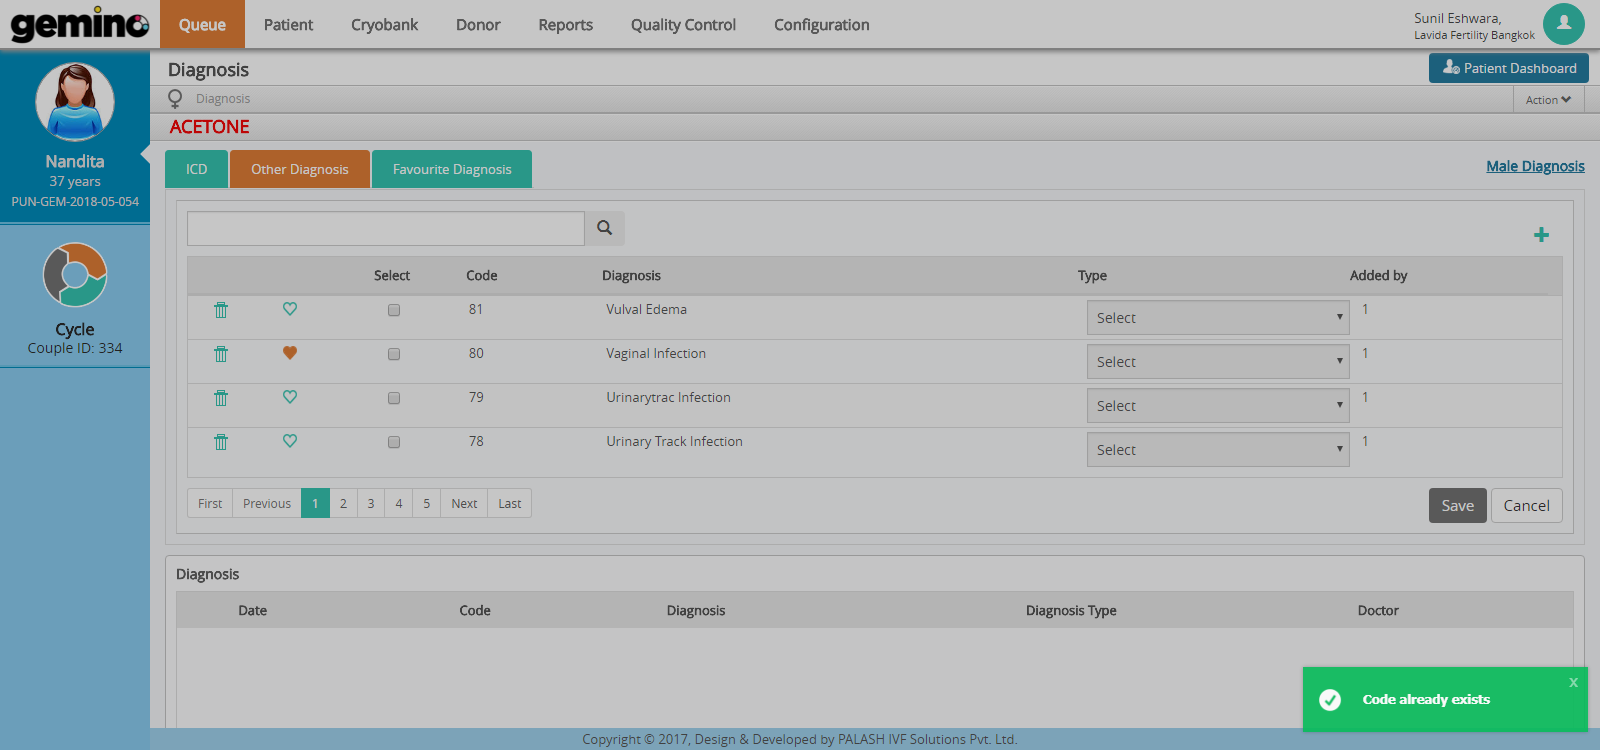 gemino Queue Patient Cryobank Donor Reports Quality Control Configuration
Sunil Eshwara,
Lavida Fertility Bangkok
Diagnosis
Patient Dashboard
Diagnosis
Action
ACETONE
Nandita
37 years
PUN-GEM-2018-05-054
Cycle
Couple ID: 334
ICD Other Diagnosis Favourite Diagnosis
Male Diagnosis
Select Code Diagnosis Type Added by
81 Vulval Edema Select 1
80 Vaginal Infection Select 1
79 Urinarytrac Infection Select 1
78 Urinary Track Infection Select 1
First Previous 1 2 3 4 5 Next Last
Save Cancel
Diagnosis
Date Code Diagnosis Diagnosis Type Doctor
x
Code already exists
Copyright © 2017, Design & Developed by PALASH IVF Solutions Pvt. Ltd.